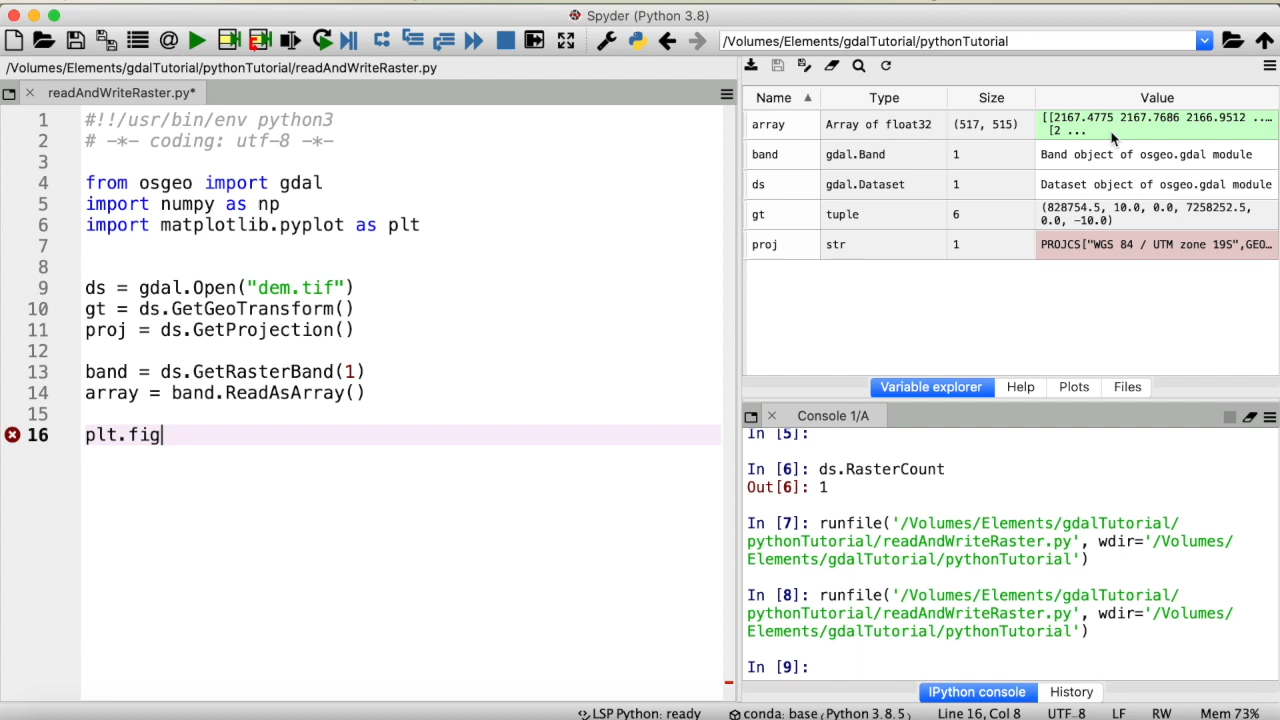 Spyder (Python 3.8)
/Volumes/Elements/gdalTutorial/pythonTutorial
/Volumes/Elements/gdalTutorial/pythonTutorial/readAndWriteRaster.py
readAndWriteRaster.py*
1 #!!/usr/bin/env python3
2 # -*- coding: utf-8 -*-
3
4 from osgeo import gdal
5 import numpy as np
6 import matplotlib.pyplot as plt
7
8
9 ds = gdal.Open("dem.tif")
10 gt = ds.GetGeoTransform()
11 proj = ds.GetProjection()
12
13 band = ds.GetRasterBand(1)
14 array = band.ReadAsArray()
15
16 plt.fig
Name Type Size Value
array Array of float32 (517, 515) [[2167.4775 2167.7686 2166.9512 ...…
[2 ...
band gdal.Band 1 Band object of osgeo.gdal module
ds gdal.Dataset 1 Dataset object of osgeo.gdal module
gt tuple 6 (828754.5, 10.0, 0.0, 7258252.5,
0.0, -10.0)
proj str 1 PROJCS["WGS 84 / UTM zone 19S",GEO…
Variable explorer Help Plots Files
Console 1/A
In [5]:
In [6]: ds.RasterCount
Out[6]: 1
In [7]: runfile('/Volumes/Elements/gdalTutorial/
pythonTutorial/readAndWriteRaster.py', wdir='/Volumes/
Elements/gdalTutorial/pythonTutorial')
In [8]: runfile('/Volumes/Elements/gdalTutorial/
pythonTutorial/readAndWriteRaster.py', wdir='/Volumes/
Elements/gdalTutorial/pythonTutorial')
In [9]:
IPython console History
LSP Python: ready conda: base (Python 3.8.5) Line 16, Col 8 UTF-8 LF RW Mem 73%